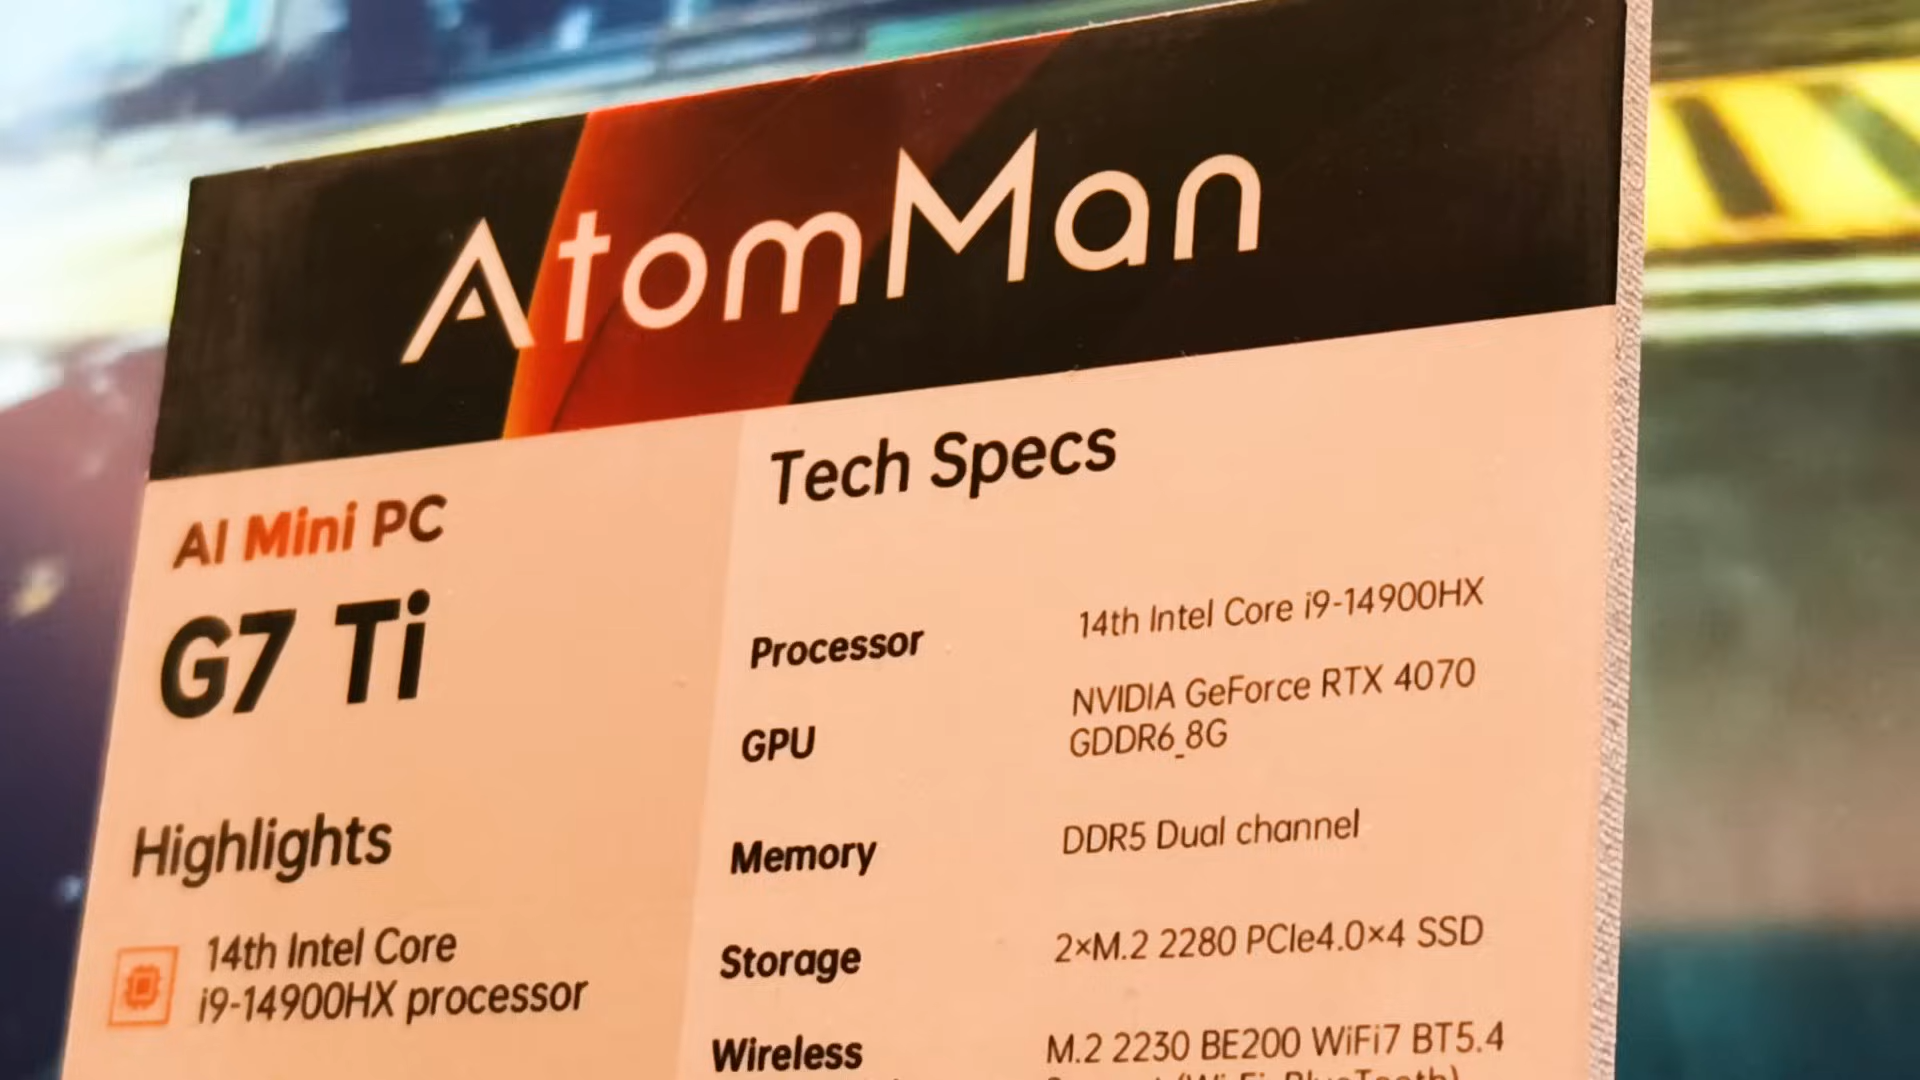 AtomMan
AI Mini PC
G7 Ti
Highlights
14th Intel Core
i9-14900HX processor
Tech Specs
Processor
14th Intel Core i9-14900HX
GPU
NVIDIA GeForce RTX 4070
GDDR6_8G
Memory
DDR5 Dual channel
Storage
2×M.2 2280 PCIe4.0×4 SSD
Wireless
M.2 2230 BE200 WiFi7 BT5.4